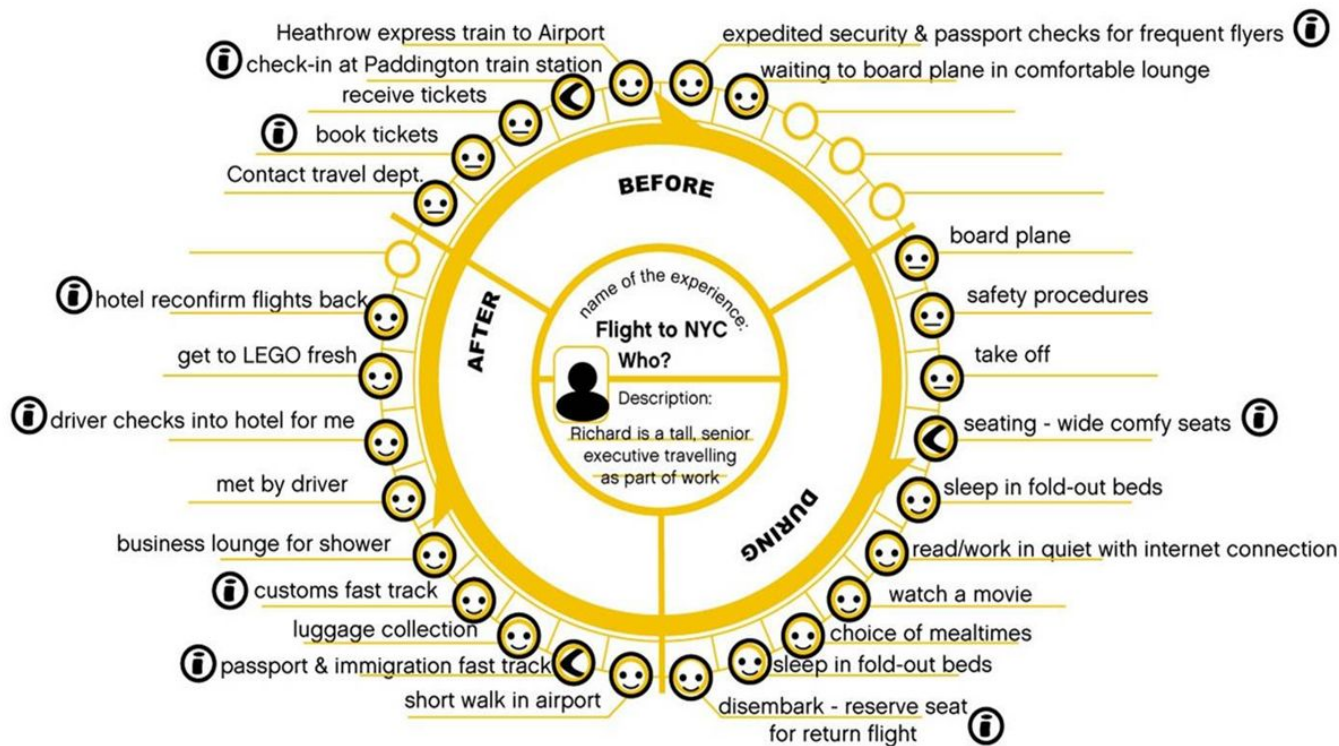 Heathrow express train to Airport
check-in at Paddington train station
receive tickets
book tickets
Contact travel dept.
expedited security & passport checks for frequent flyers
waiting to board plane in comfortable lounge
BEFORE
board plane
safety procedures
take off
seating - wide comfy seats
sleep in fold-out beds
read/work in quiet with internet connection
watch a movie
choice of mealtimes
sleep in fold-out beds
disembark - reserve seat
for return flight
DURING
short walk in airport
passport & immigration fast track
luggage collection
customs fast track
business lounge for shower
met by driver
driver checks into hotel for me
get to LEGO fresh
hotel reconfirm flights back
AFTER
name of the experience:
Flight to NYC
Who?
Description:
Richard is a tall, senior
executive travelling
as part of work